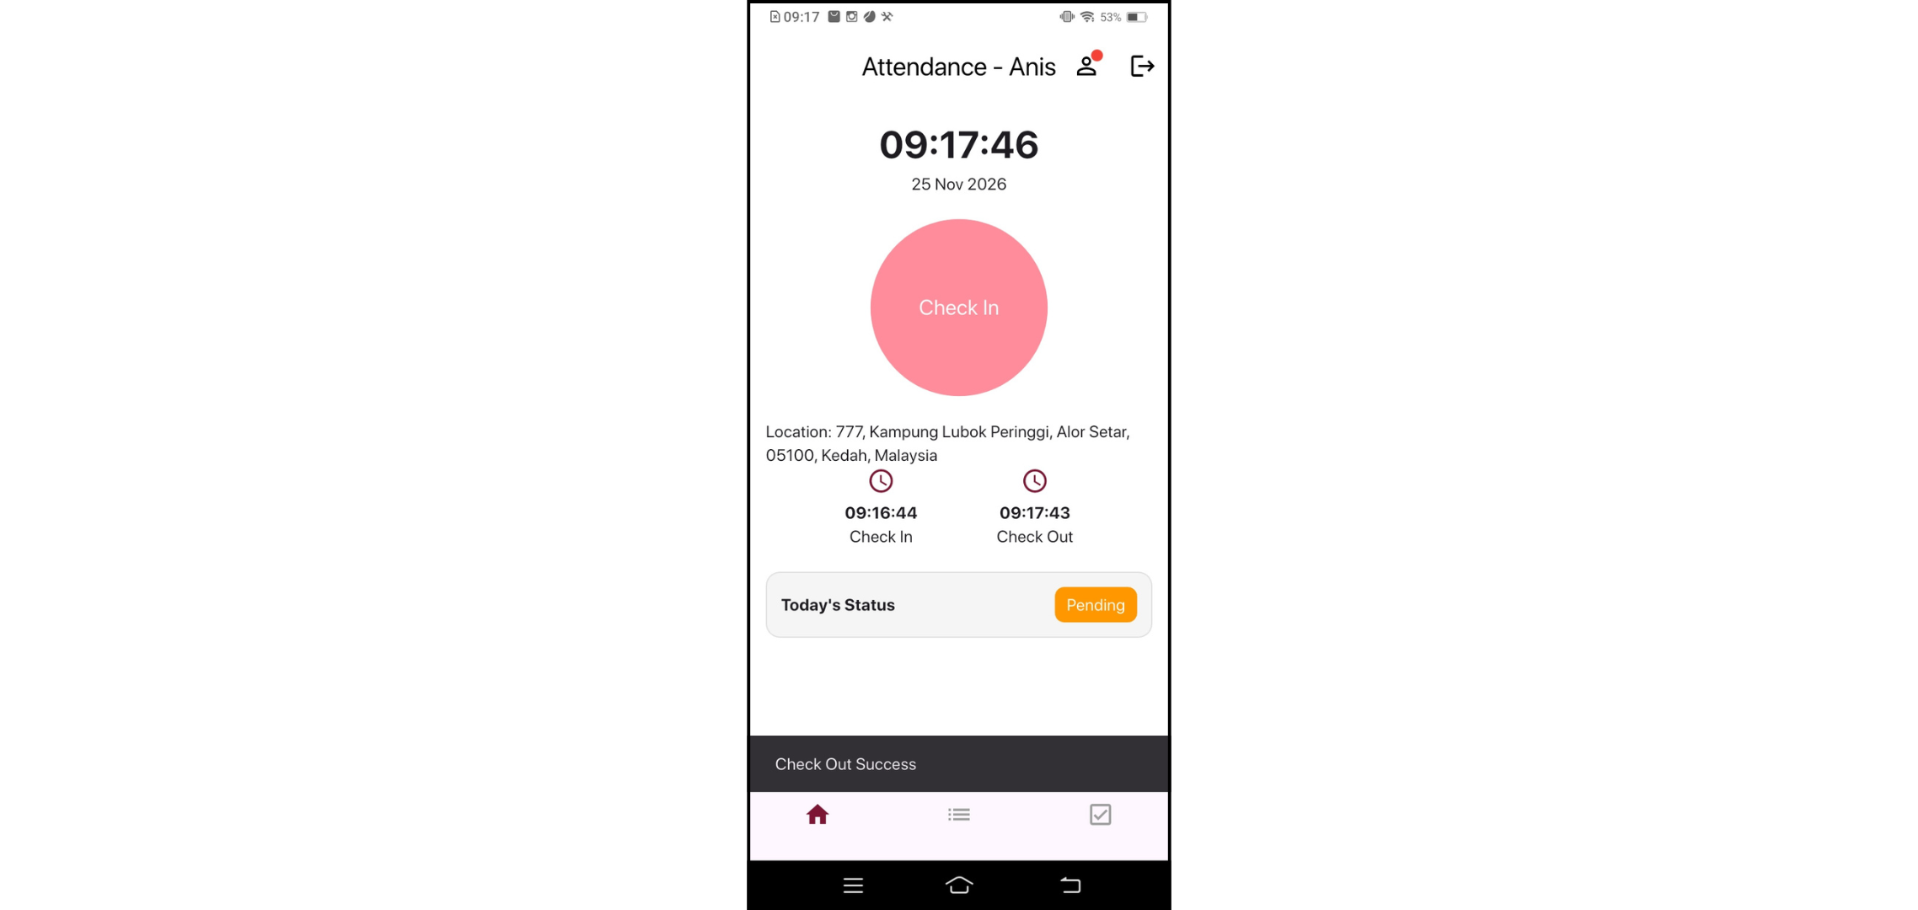 09:17 53%
Attendance - Anis
09:17:46
25 Nov 2026
Check In
Location: 777, Kampung Lubok Peringgi, Alor Setar,
05100, Kedah, Malaysia
09:16:44 09:17:43
Check In Check Out
Today's Status Pending
Check Out Success